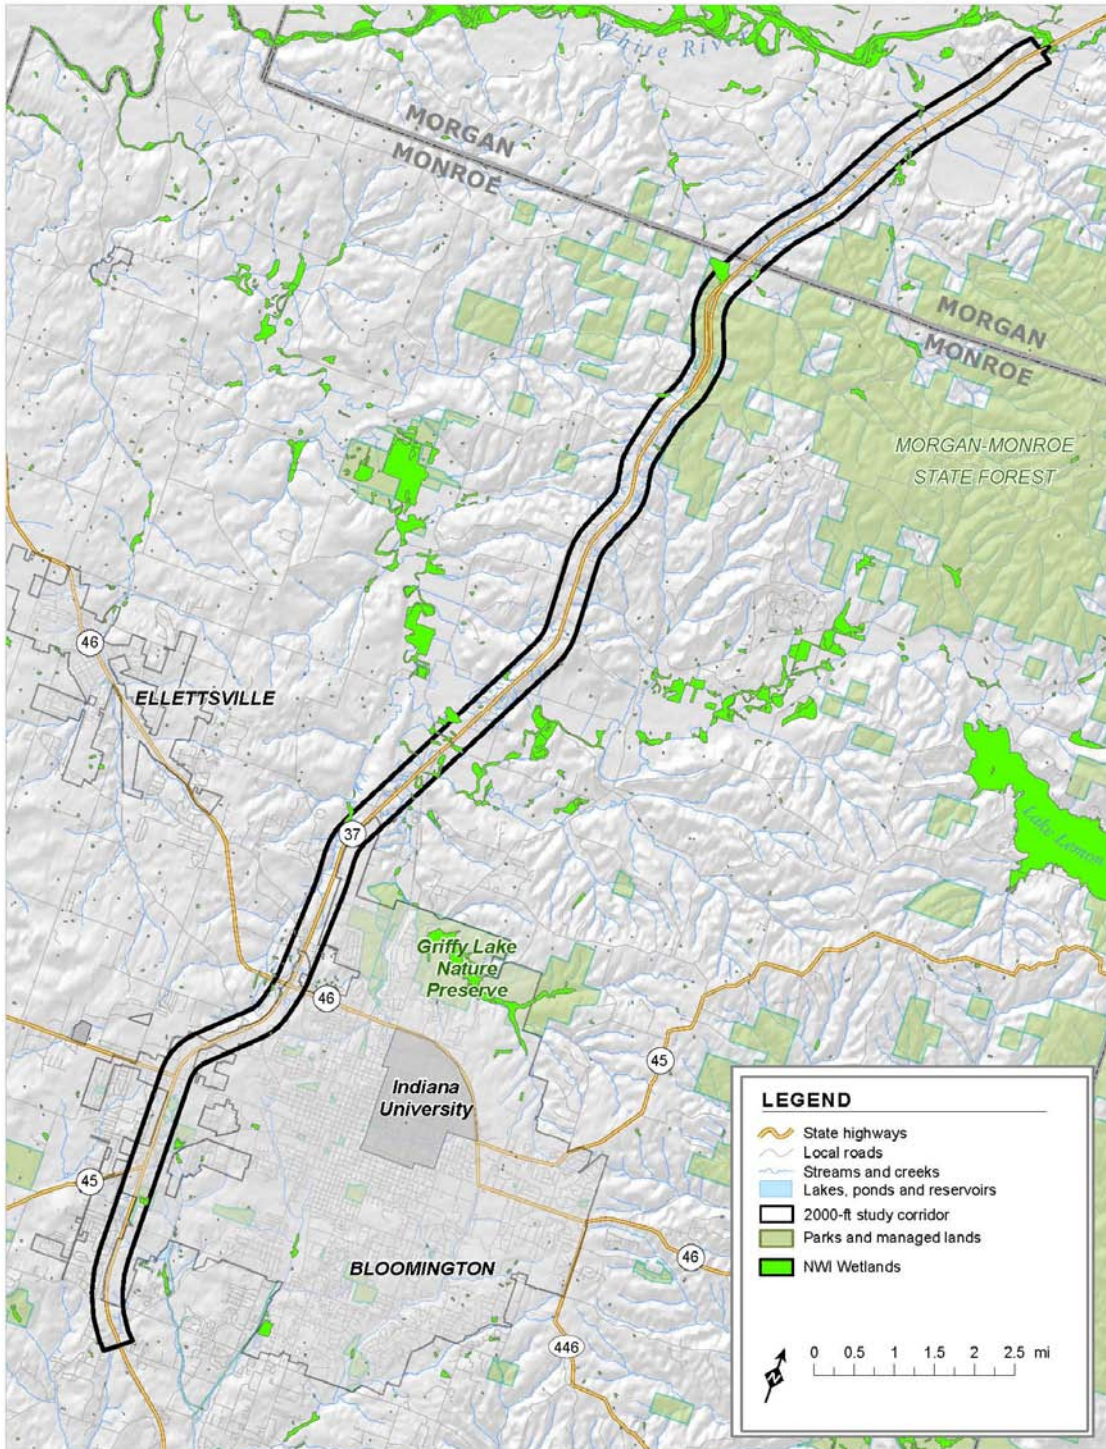 White River
MORGAN
MONROE
MORGAN
MONROE
MORGAN-MONROE
STATE FOREST
46
ELLETTSVILLE
37
Lake Lemon
Griffy Lake
Nature
Preserve
46
45
Indiana
University
45
46
BLOOMINGTON
446
LEGEND
State highways
Local roads
Streams and creeks
Lakes, ponds and reservoirs
2000-ft study corridor
Parks and managed lands
NWI Wetlands
N
0 0.5 1 1.5 2 2.5 mi